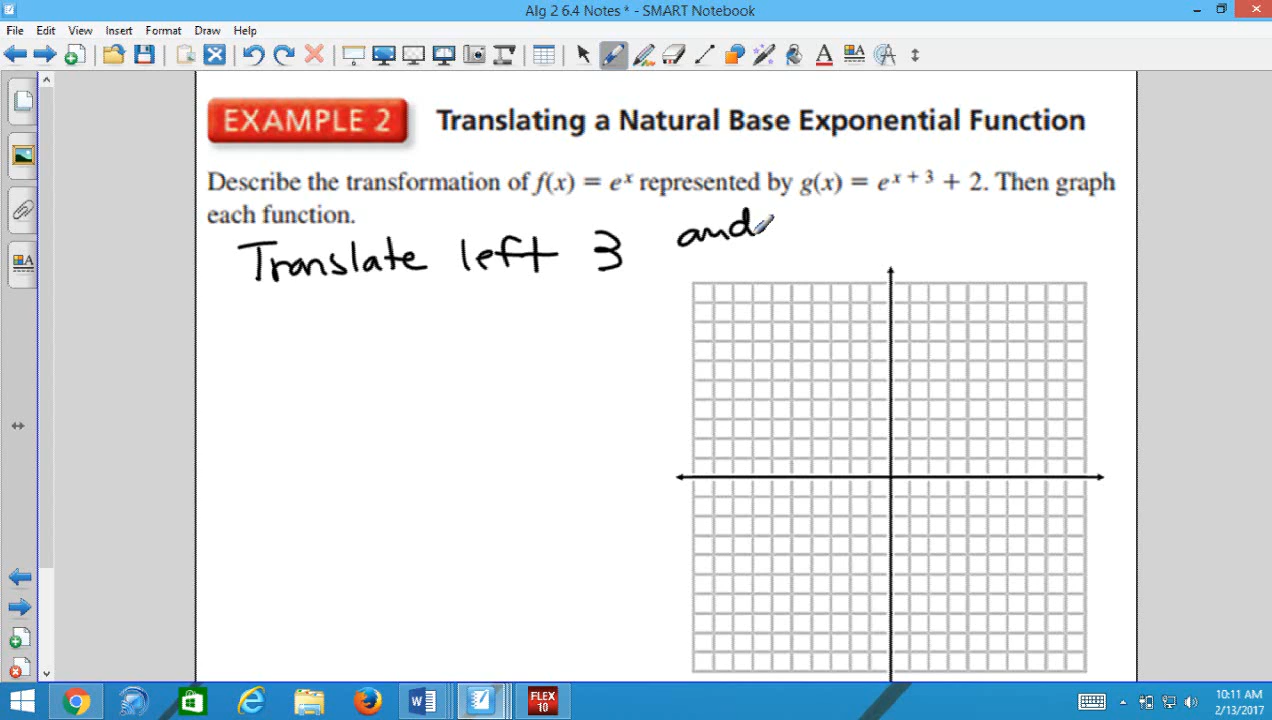 Alg 2 6.4 Notes * - SMART Notebook
File Edit View Insert Format Draw Help
EXAMPLE 2 Translating a Natural Base Exponential Function
Describe the transformation of f(x) = eˣ represented by g(x) = eˣ ⁺ ³ + 2. Then graph
each function.
Translate left 3 and
FLEX
10
10:11 AM
2/13/2017